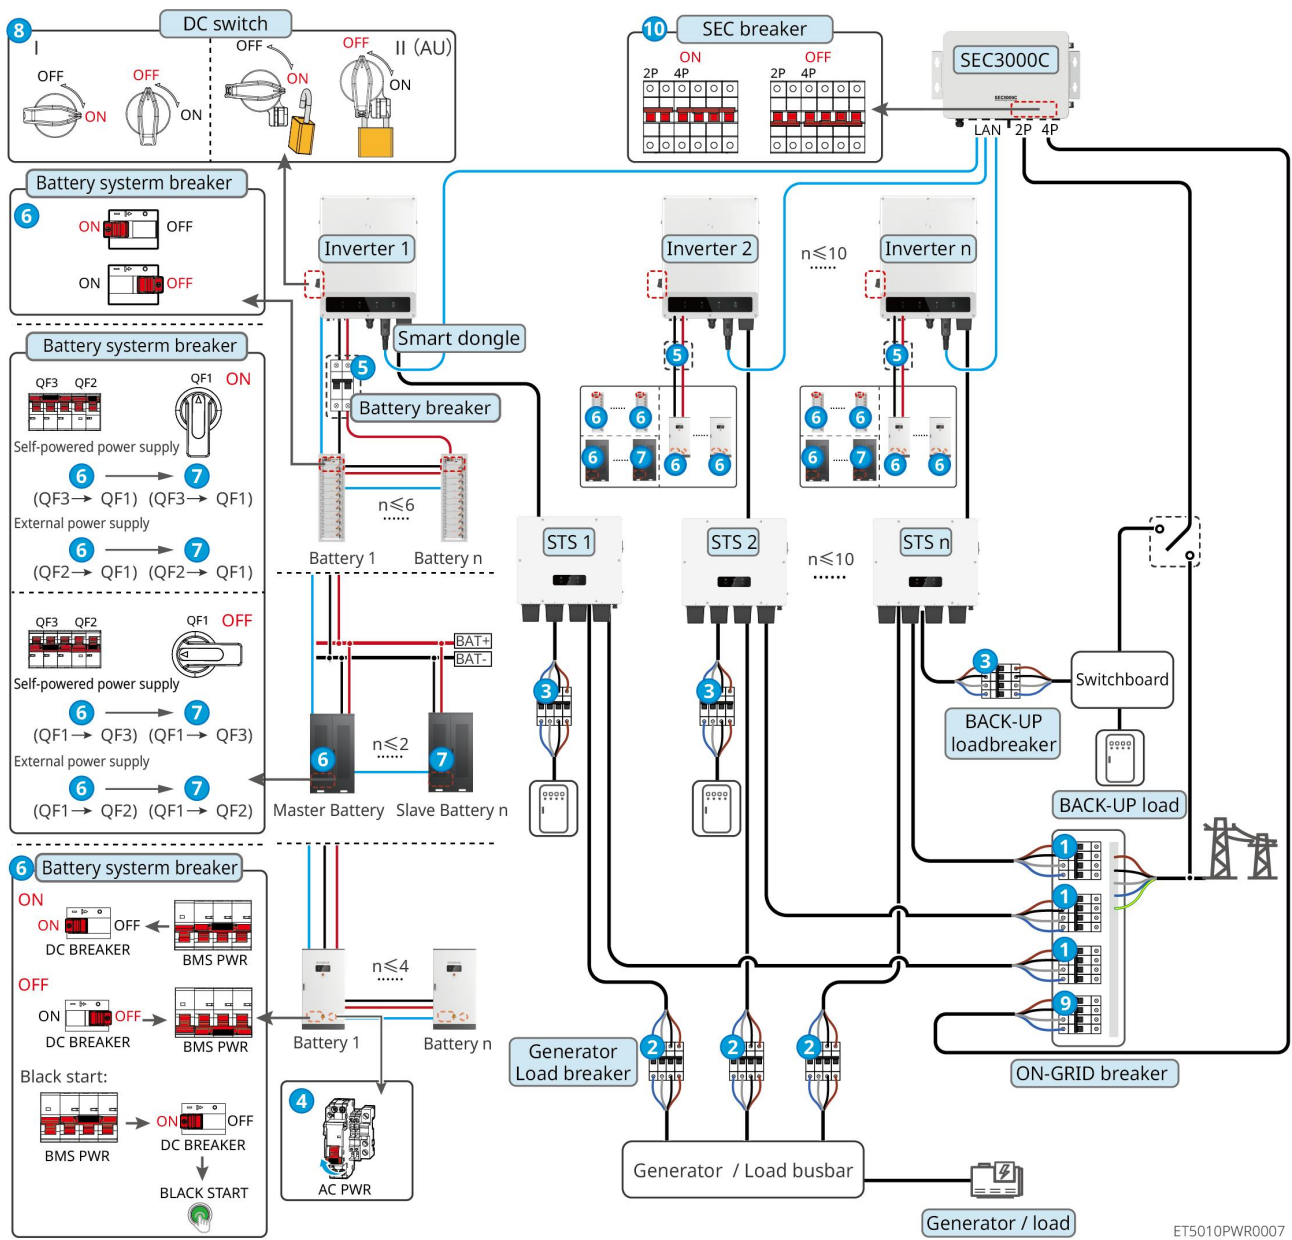 8
DC switch
I
OFF
ON
OFF
ON
OFF
ON
OFF
II (AU)
ON
10
SEC breaker
ON
OFF
2P 4P
2P 4P
SEC3000C
SEC3000C
LAN 2P 4P
Battery systerm breaker
6
ON
OFF
ON
OFF
Inverter 1
Inverter 2
n≤10
......
Inverter n
Smart dongle
5
Battery breaker
5
5
Battery systerm breaker
QF3 QF2
QF1
ON
Self-powered power supply
6
7
(QF3→ QF1) (QF3→ QF1)
External power supply
6
7
(QF2→ QF1) (QF2→ QF1)
6
......
6
......
6
7
6
......
6
6
......
6
......
6
7
6
......
6
n≤6
......
Battery 1
Battery n
STS 1
STS 2
n≤10
......
STS n
QF3 QF2
QF1
OFF
Self-powered power supply
6
7
(QF1→ QF3) (QF1→ QF3)
External power supply
6
7
(QF1→ QF2) (QF1→ QF2)
BAT+
BAT-
6
n≤2
......
7
Master Battery
Slave Battery n
3
3
3
BACK-UP
loadbreaker
Switchboard
BACK-UP load
1
1
1
9
ON-GRID breaker
6
Battery systerm breaker
ON
ON
OFF
DC BREAKER
BMS PWR
OFF
ON
OFF
DC BREAKER
BMS PWR
Black start:
ON
OFF
BMS PWR
DC BREAKER
BLACK START
n≤4
......
Battery 1
Battery n
4
AC PWR
Generator
Load breaker
2
2
2
Generator / Load busbar
Generator / load
ET5010PWR0007